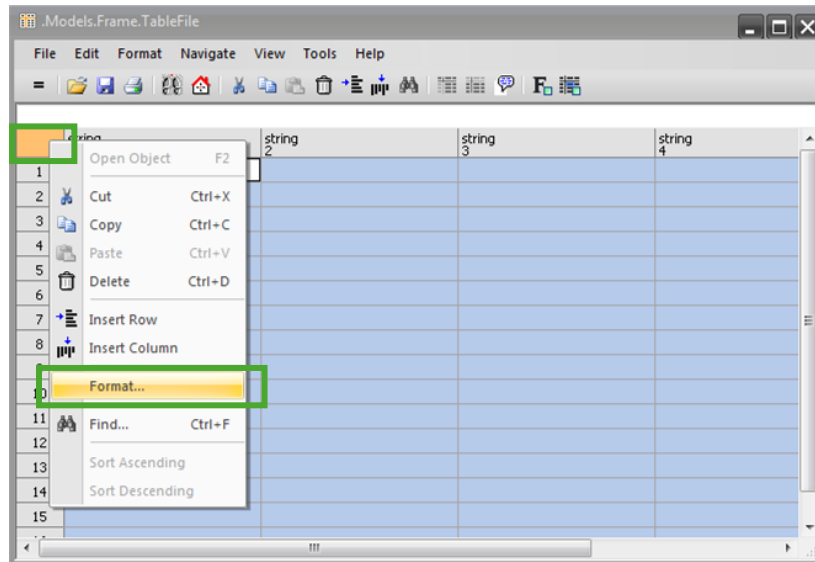 .Models.Frame.TableFile
File Edit Format Navigate View Tools Help
string string string string
2 3 4
1
Open Object F2
2
Cut Ctrl+X
3
Copy Ctrl+C
4
Paste Ctrl+V
5
Delete Ctrl+D
6
7
Insert Row
8
Insert Column
10
Format...
11
Find... Ctrl+F
12
13
Sort Ascending
14
Sort Descending
15